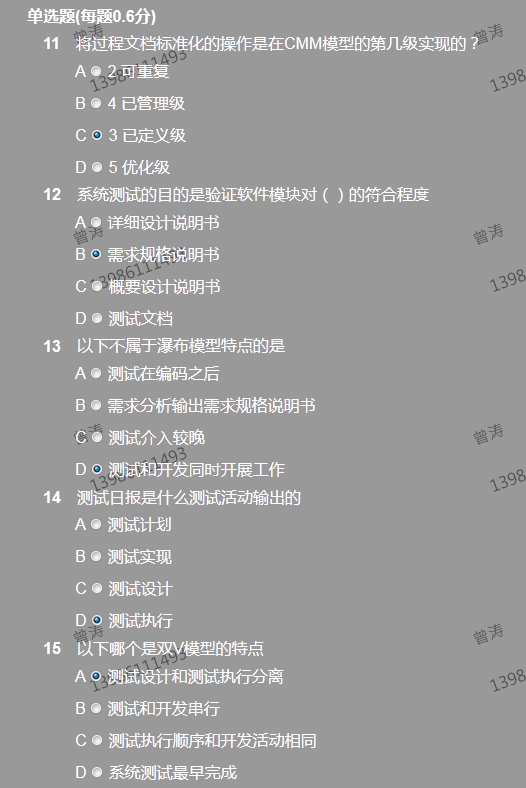 单选题(每题0.6分)
11 将过程文档标准化的操作是在CMM模型的第几级实现的？
A 2 可重复
B 4 已管理级
C 3 已定义级
D 5 优化级
12 系统测试的目的是验证软件模块对（ ）的符合程度
A 详细设计说明书
B 需求规格说明书
C 概要设计说明书
D 测试文档
13 以下不属于瀑布模型特点的是
A 测试在编码之后
B 需求分析输出需求规格说明书
C 测试介入较晚
D 测试和开发同时开展工作
14 测试日报是什么测试活动输出的
A 测试计划
B 测试实现
C 测试设计
D 测试执行
15 以下哪个是双V模型的特点
A 测试设计和测试执行分离
B 测试和开发串行
C 测试执行顺序和开发活动相同
D 系统测试最早完成
曾涛
13986111493
曾涛
1398
曾涛
13986111493
曾涛
1398
曾涛
13986111493
曾涛
1398
曾涛
13986111493
曾涛
1398